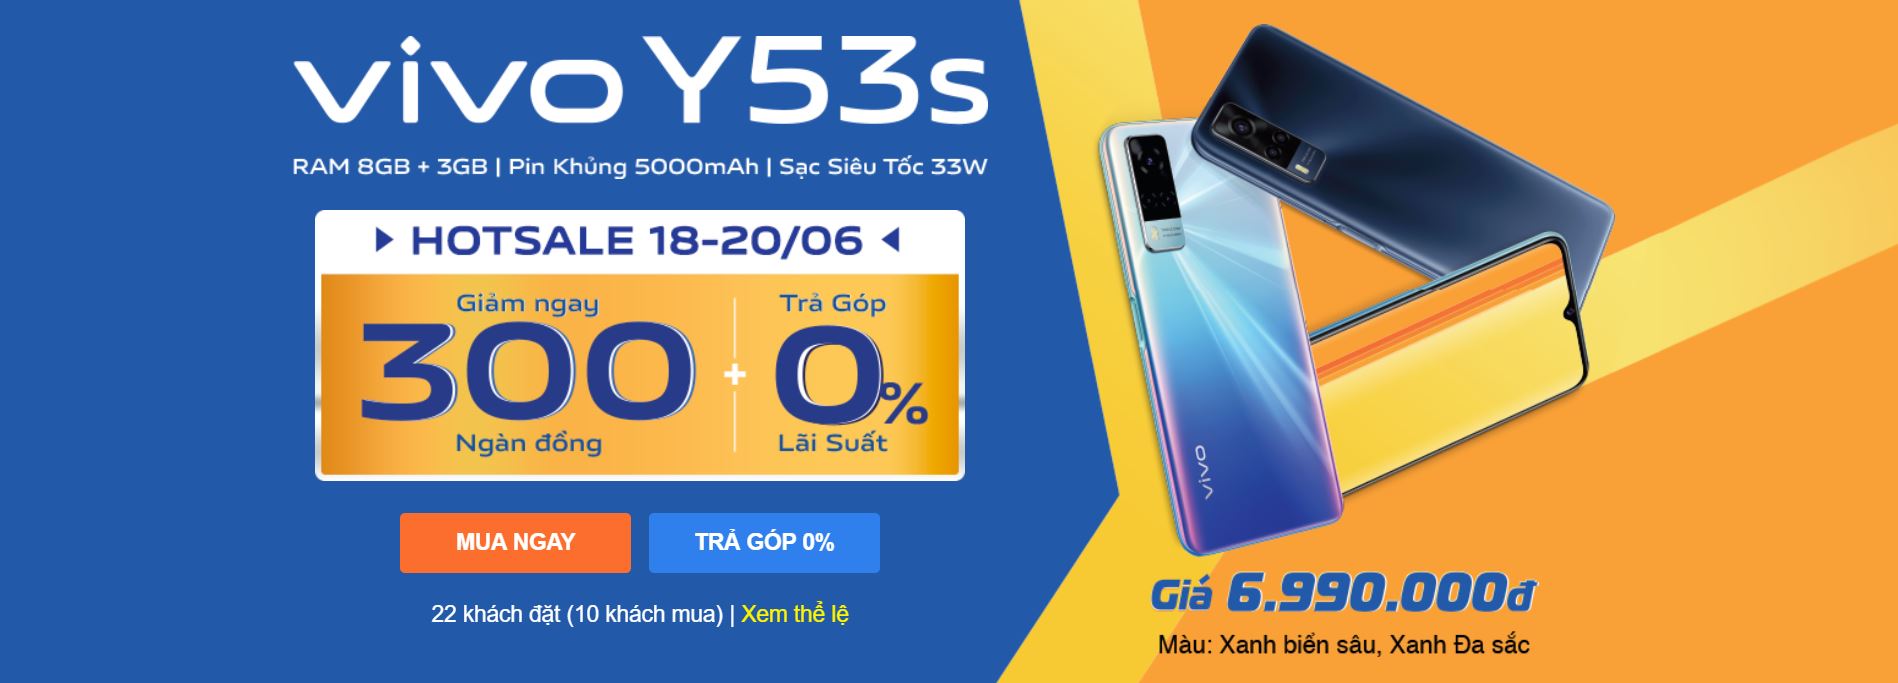 vivo Y53s
RAM 8GB + 3GB | Pin Khủng 5000mAh | Sạc Siêu Tốc 33W
HOTSALE 18-20/06
Giảm ngay
300
Ngàn đồng
+
Trả Góp
0%
Lãi Suất
MUA NGAY
TRẢ GÓP 0%
22 khách đặt (10 khách mua) | Xem thể lệ
vivo
Giá 6.990.000đ
Màu: Xanh biển sâu, Xanh Đa sắc